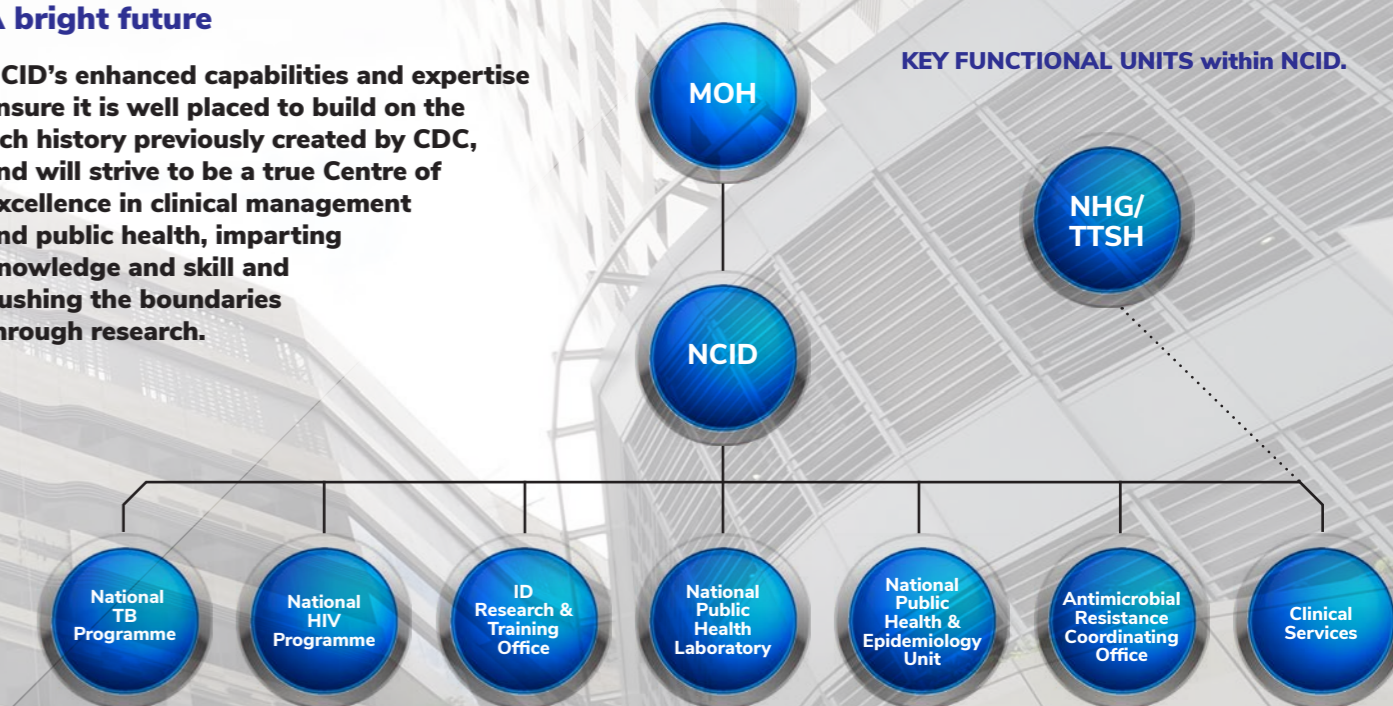 A bright future
CID's enhanced capabilities and expertise
nsure it is well placed to build on the
ch history previously created by CDC,
nd will strive to be a true Centre of
xcellence in clinical management
nd public health, imparting
nowledge and skill and
ushing the boundaries
hrough research.
KEY FUNCTIONAL UNITS within NCID.
MOH
NHG/
TTSH
NCID
National
TB
Programme
National
HIV
Programme
ID
Research &
Training
Office
National
Public
Health
Laboratory
National
Public
Health &
Epidemiology
Unit
Antimicrobial
Resistance
Coordinating
Office
Clinical
Services